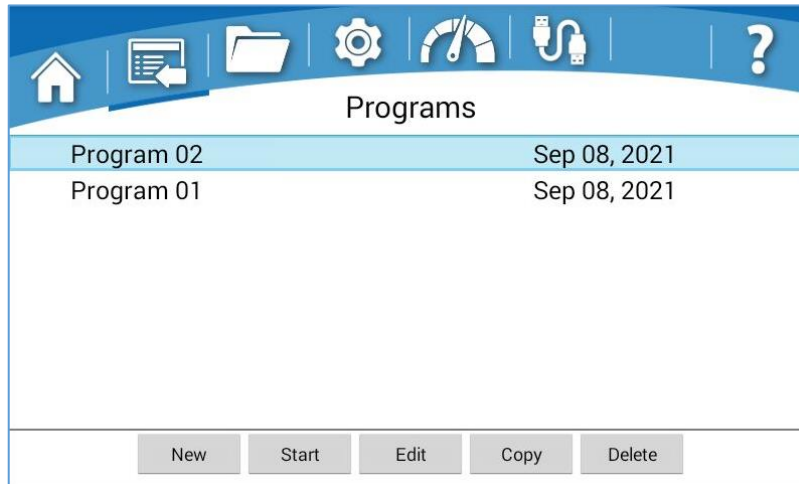 ?
Programs
Program 02 Sep 08, 2021
Program 01 Sep 08, 2021
New Start Edit Copy Delete